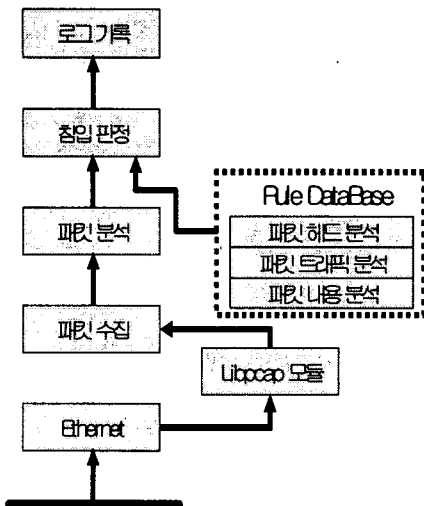 로그 기록
침입 판정
Rule DataBase
패킷 분석
패킷 헤드 분석
패킷 트래픽 분석
패킷 내용 분석
패킷 수집
Libpcap 모듈
Ethernet